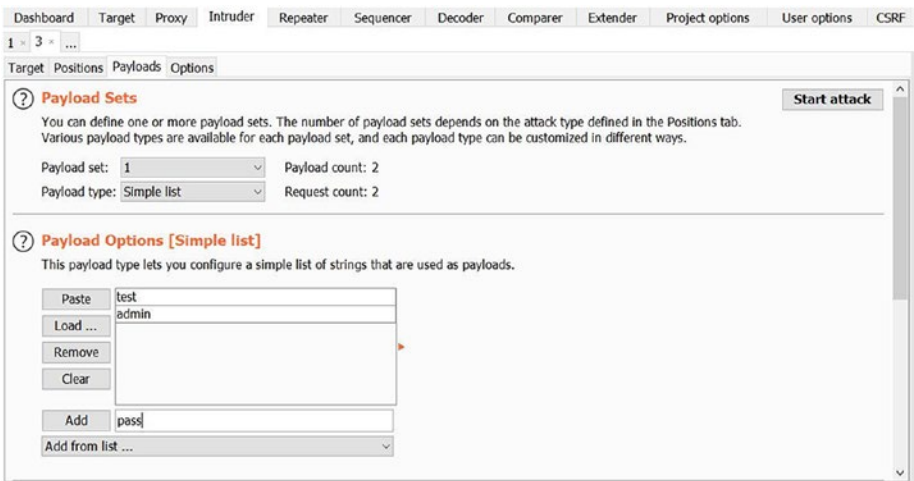 Dashboard Target Proxy Intruder Repeater Sequencer Decoder Comparer Extender Project options User options CSRF
1 × 3 × ...
Target Positions Payloads Options
? Payload Sets Start attack
You can define one or more payload sets. The number of payload sets depends on the attack type defined in the Positions tab.
Various payload types are available for each payload set, and each payload type can be customized in different ways.
Payload set: 1 Payload count: 2
Payload type: Simple list Request count: 2
? Payload Options [Simple list]
This payload type lets you configure a simple list of strings that are used as payloads.
Paste test
admin
Load ...
Remove
Clear
Add pass
Add from list ...